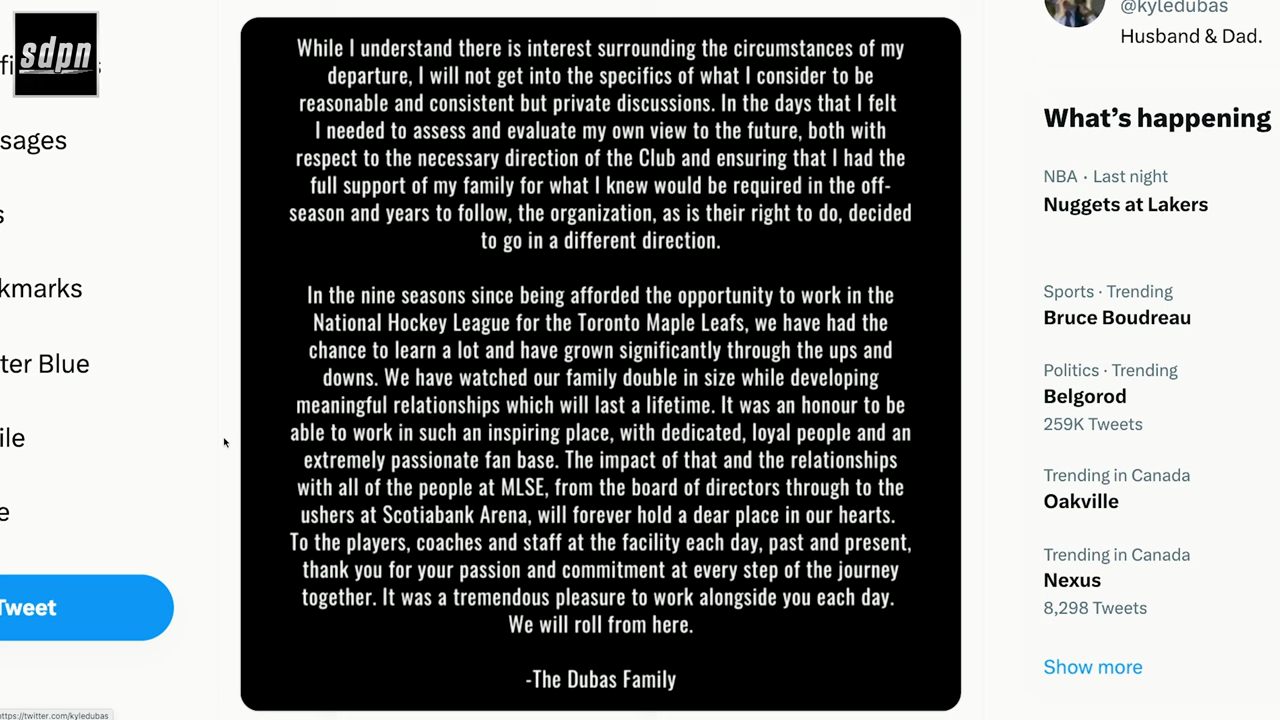 sdpn
sages
kmarks
ter Blue
ile
e
Tweet
https://twitter.com/kyledubas
While I understand there is interest surrounding the circumstances of my
departure, I will not get into the specifics of what I consider to be
reasonable and consistent but private discussions. In the days that I felt
I needed to assess and evaluate my own view to the future, both with
respect to the necessary direction of the Club and ensuring that I had the
full support of my family for what I knew would be required in the off-
season and years to follow, the organization, as is their right to do, decided
to go in a different direction.
In the nine seasons since being afforded the opportunity to work in the
National Hockey League for the Toronto Maple Leafs, we have had the
chance to learn a lot and have grown significantly through the ups and
downs. We have watched our family double in size while developing
meaningful relationships which will last a lifetime. It was an honour to be
able to work in such an inspiring place, with dedicated, loyal people and an
extremely passionate fan base. The impact of that and the relationships
with all of the people at MLSE, from the board of directors through to the
ushers at Scotiabank Arena, will forever hold a dear place in our hearts.
To the players, coaches and staff at the facility each day, past and present,
thank you for your passion and commitment at every step of the journey
together. It was a tremendous pleasure to work alongside you each day.
We will roll from here.
-The Dubas Family
@kyledubas
Husband & Dad.
What's happening
NBA · Last night
Nuggets at Lakers
Sports · Trending
Bruce Boudreau
Politics · Trending
Belgorod
259K Tweets
Trending in Canada
Oakville
Trending in Canada
Nexus
8,298 Tweets
Show more